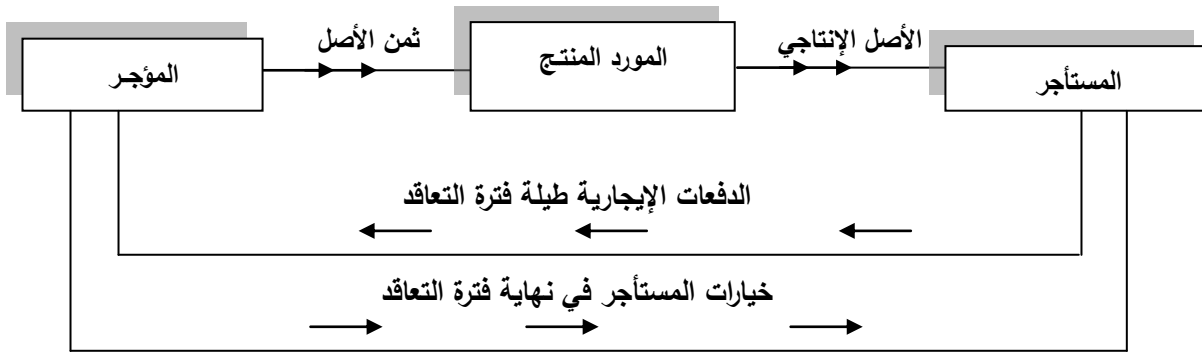 ثمن الأصل
الأصل الإنتاجي
المستأجر
المورد المنتج
المؤجر
الدفعات الإيجارية طيلة فترة التعاقد
خيارات المستأجر في نهاية فترة التعاقد